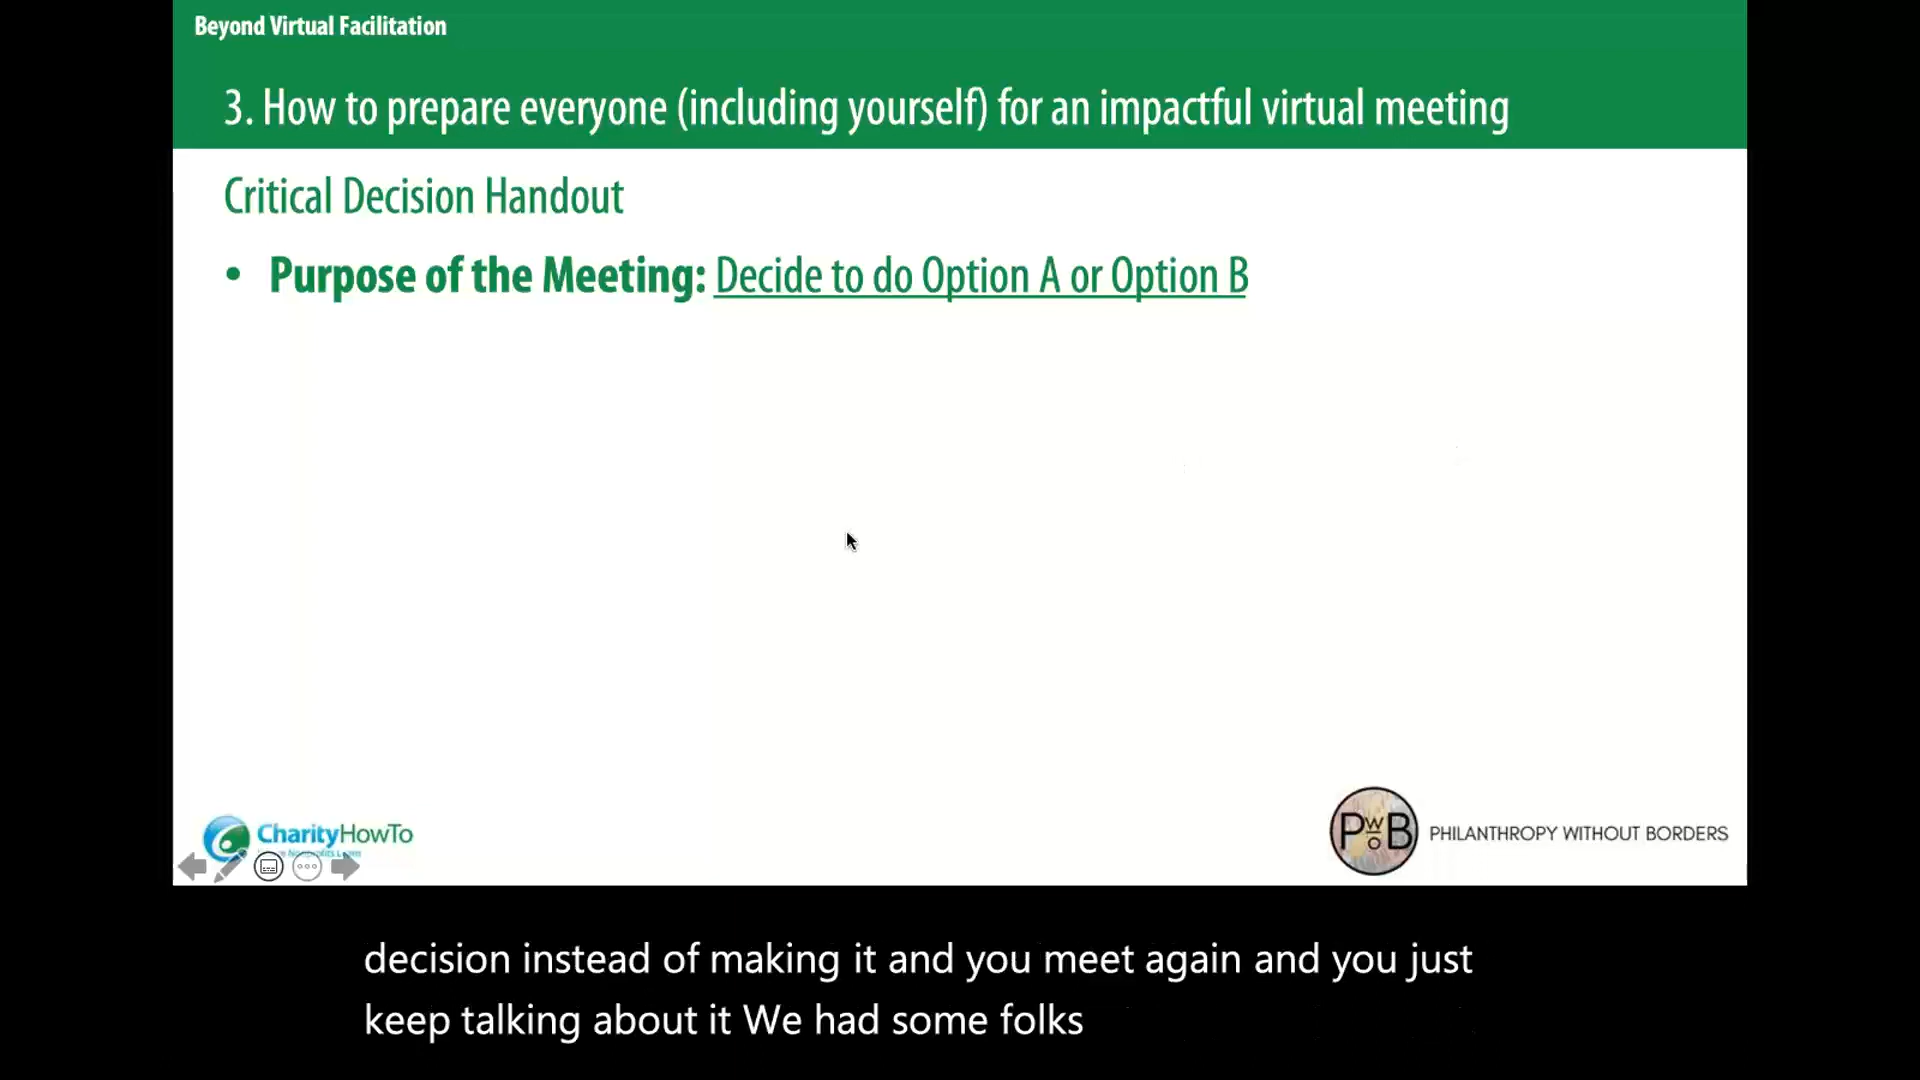 Beyond Virtual Facilitation
3. How to prepare everyone (including yourself) for an impactful virtual meeting
Critical Decision Handout
• Purpose of the Meeting: Decide to do Option A or Option B
CharityHowTo
PWoB PHILANTHROPY WITHOUT BORDERS
decision instead of making it and you meet again and you just
keep talking about it We had some folks